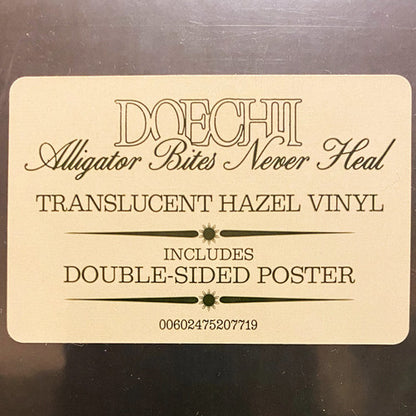 DOECHII
Alligator Bites Never Heal
TRANSLUCENT HAZEL VINYL
INCLUDES
DOUBLE-SIDED POSTER
00602475207719